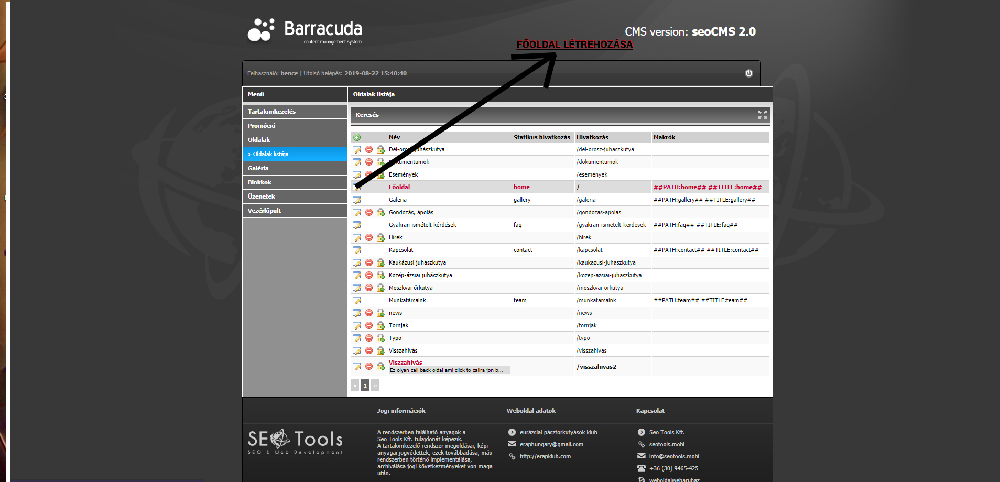 Barracuda
content management system
CMS version: seoCMS 2.0
FŐOLDAL LÉTREHOZÁSA
Felhasználó: bence | Utolsó belépés: 2019-08-22 15:40:40
Menü
Oldalak listája
Tartalomkezelés
Promóció
Oldalak
» Oldalak listája
Galéria
Blokkok
Üzenetek
Vezérlőpult
Keresés
Név Statikus hivatkozás Hivatkozás Makrók
Dél-orosz-juhászkutya /del-orosz-juhaszkutya
Dokumentumok /dokumentumok
Események /esemenyek
Főoldal home / ##PATH:home## ##TITLE:home##
Galeria gallery /galeria ##PATH:gallery## ##TITLE:gallery##
Gondozás, ápolás /gondozas-apolas
Gyakran ismételt kérdések faq /gyakran-ismetelt-kerdesek ##PATH:faq## ##TITLE:faq##
Hírek /hirek
Kapcsolat contact /kapcsolat ##PATH:contact## ##TITLE:contact##
Kaukázusi juhászkutya /kaukazusi-juhaszkutya
Közép-ázsiai juhászkutya /kozep-azsiai-juhaszkutya
Moszkvai őrkutya /moszkvai-orkutya
Munkatársaink team /munkatarsaink ##PATH:team## ##TITLE:team##
news /news
Tornjak /tornjak
Typo /typo
Visszahívás /visszahivas
Viszzahívás /visszahivas2
Ez olyan call back oldal ami click to callra jon b...
« 1 »
SEO Tools
SEO & Web Development
Jogi információk
A rendszerben található anyagok a
Seo Tools Kft. tulajdonát képezik.
A tartalomkezelő rendszer megoldásai, képi
anyagai jogvédettek, ezek továbbadása, más
rendszerben történő implementálása,
archiválása jogi következményeket von maga
után.
Weboldal adatok
eurázsiai pásztorkutyások klub
eraphungary@gmail.com
http://erapklub.com
Kapcsolat
Seo Tools Kft.
seotools.mobi
info@seotools.mobi
+36 (30) 9465-425
weboldalwebaruhaz